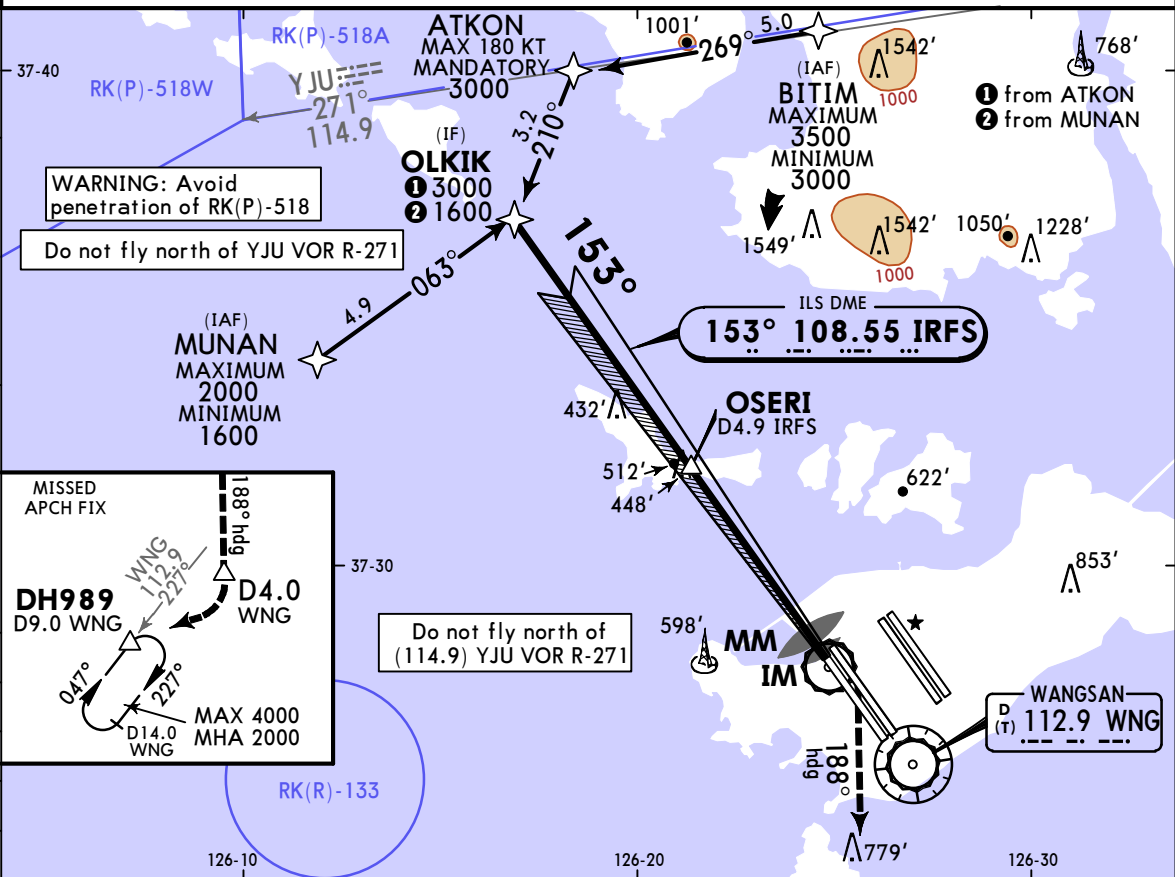 RK(P)-518A
RK(P)-518W
37-40
YJU
271°
114.9
ATKON
MAX 180 KT
MANDATORY
3000
1001'
5.0
269°
3.2
210°
(IAF)
BITIM
MAXIMUM
3500
MINIMUM
3000
1542'
1000
768'
1 from ATKON
2 from MUNAN
(IF)
OLKIK
1 3000
2 1600
WARNING: Avoid
penetration of RK(P)-518
Do not fly north of YJU VOR R-271
1549'
1542'
1000
1050'
1228'
153°
063°
4.9
(IAF)
MUNAN
MAXIMUM
2000
MINIMUM
1600
ILS DME
153° 108.55 IRFS
432'
OSERI
D4.9 IRFS
512'
448'
622'
MISSED
APCH FIX
188° hdg
WNG
112.9
227°
D4.0
WNG
DH989
D9.0 WNG
047°
227°
D14.0
WNG
MAX 4000
MHA 2000
37-30
853'
Do not fly north of
(114.9) YJU VOR R-271
598'
MM
IM
WANGSAN
D
(T) 112.9 WNG
188°
hdg
RK(R)-133
779'
126-10
126-20
126-30